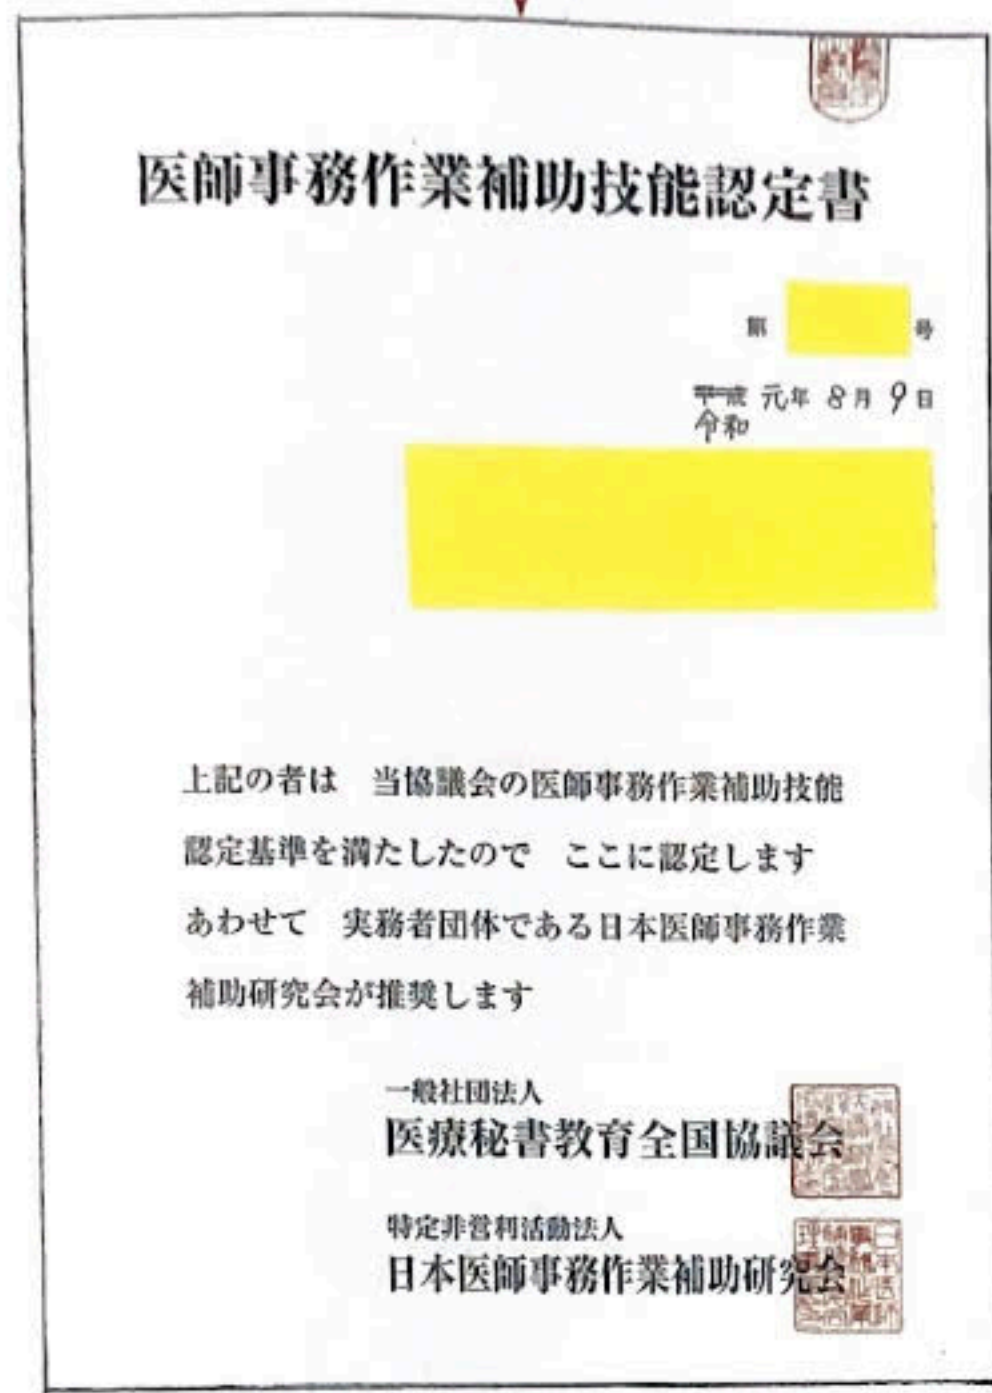 医師事務作業補助技能認定書
第 号
平成 元年 8月 9日
令和
上記の者は 当協議会の医師事務作業補助技能
認定基準を満たしたので ここに認定します
あわせて 実務者団体である日本医師事務作業
補助研究会が推奨します
一般社団法人
医療秘書教育全国協議会
特定非営利活動法人
日本医師事務作業補助研究会